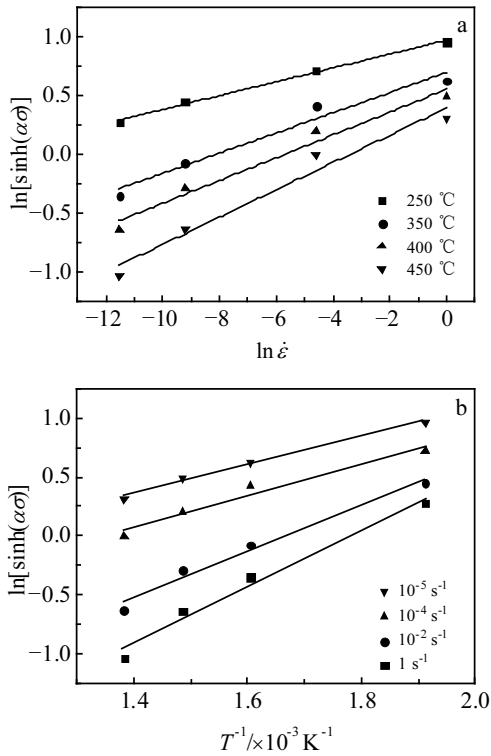 a
1.0
0.5
0.0
−0.5
−1.0
ln[sinh(ασ)]
250 ℃
350 ℃
400 ℃
450 ℃
−12 −10 −8 −6 −4 −2 0
ln ε̇
b
1.0
0.5
0.0
−0.5
−1.0
ln[sinh(ασ)]
10⁻⁵ s⁻¹
10⁻⁴ s⁻¹
10⁻² s⁻¹
1 s⁻¹
1.4 1.6 1.8 2.0
T⁻¹/×10⁻³ K⁻¹